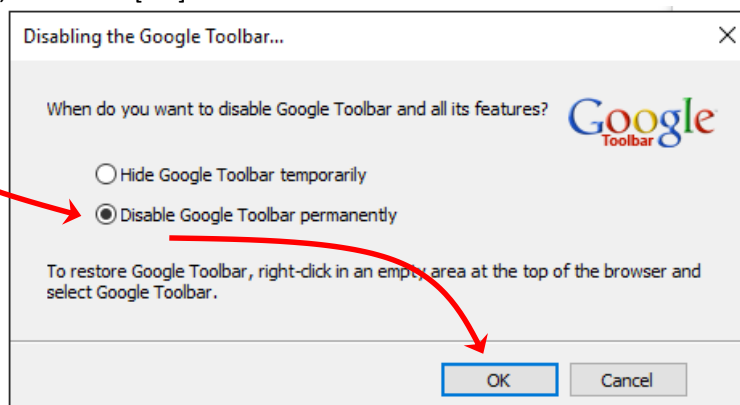 Disabling the Google Toolbar...
When do you want to disable Google Toolbar and all its features?
Google
Toolbar
Hide Google Toolbar temporarily
Disable Google Toolbar permanently
To restore Google Toolbar, right-click in an empty area at the top of the browser and
select Google Toolbar.
OK
Cancel